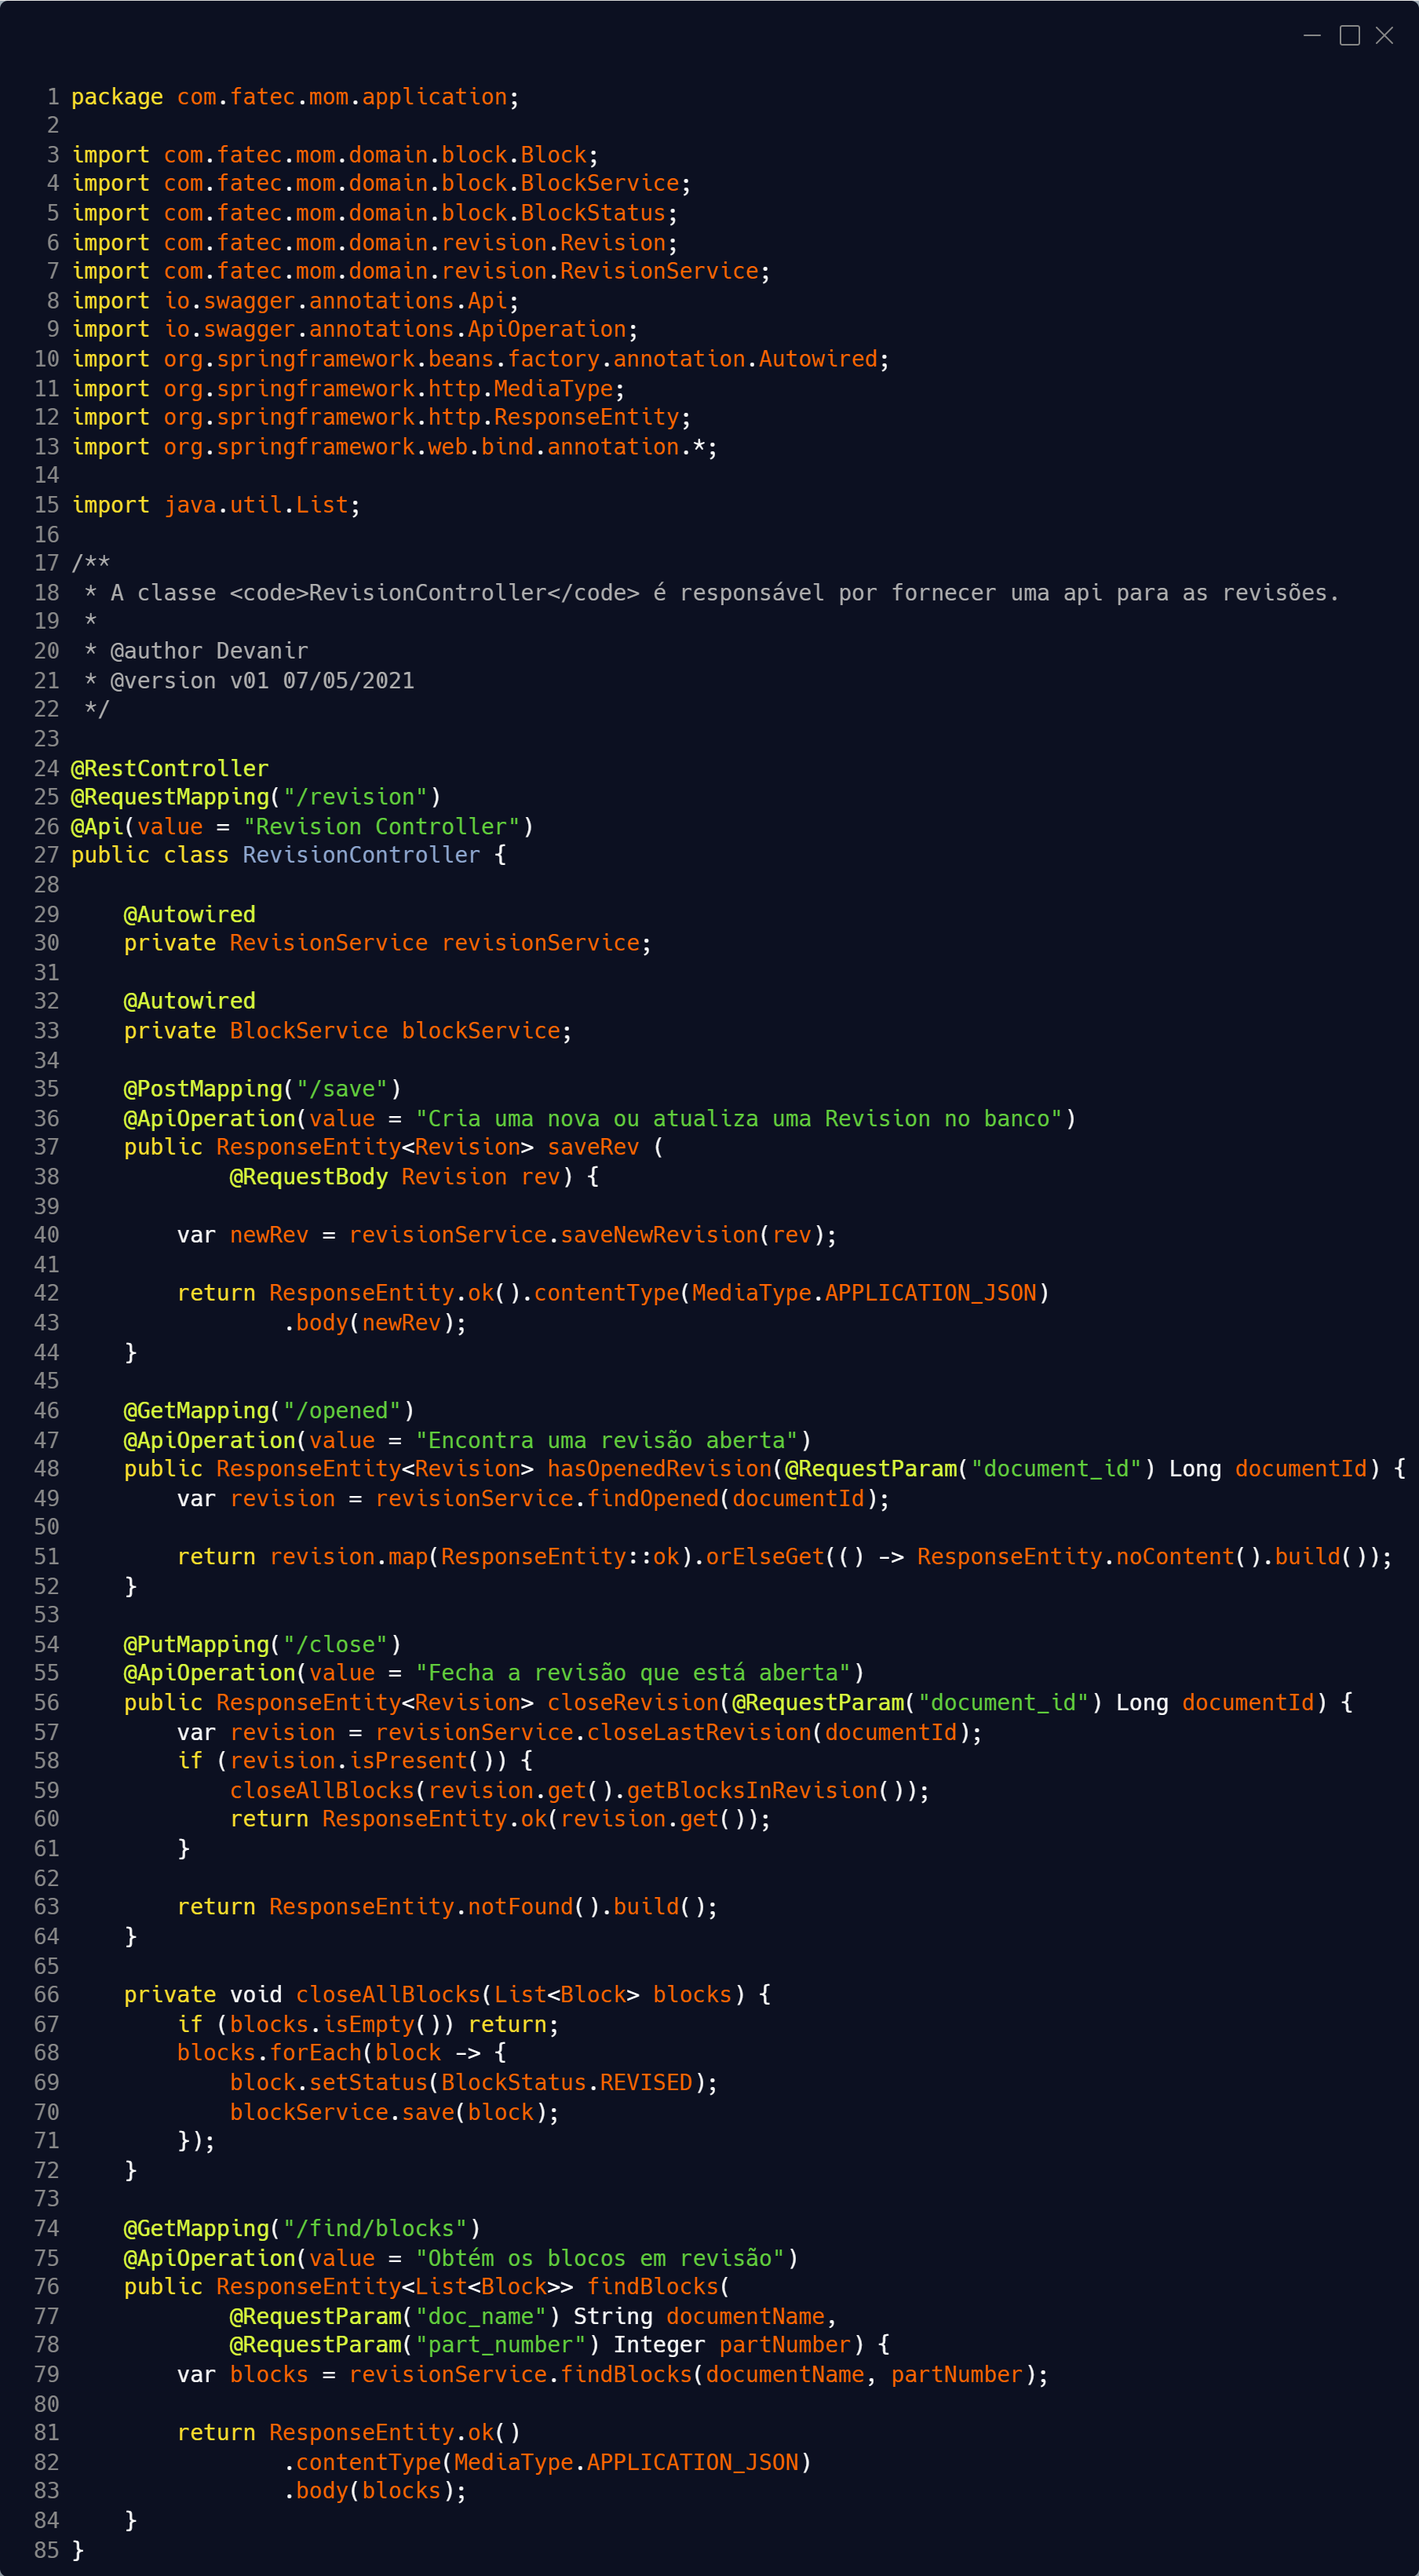 1 package com.fatec.mom.application;
2
3 import com.fatec.mom.domain.block.Block;
4 import com.fatec.mom.domain.block.BlockService;
5 import com.fatec.mom.domain.block.BlockStatus;
6 import com.fatec.mom.domain.revision.Revision;
7 import com.fatec.mom.domain.revision.RevisionService;
8 import io.swagger.annotations.Api;
9 import io.swagger.annotations.ApiOperation;
10 import org.springframework.beans.factory.annotation.Autowired;
11 import org.springframework.http.MediaType;
12 import org.springframework.http.ResponseEntity;
13 import org.springframework.web.bind.annotation.*;
14
15 import java.util.List;
16
17 /**
18  * A classe <code>RevisionController</code> é responsável por fornecer uma api para as revisões.
19  *
20  * @author Devanir
21  * @version v01 07/05/2021
22  */
23
24 @RestController
25 @RequestMapping("/revision")
26 @Api(value = "Revision Controller")
27 public class RevisionController {
28
29     @Autowired
30     private RevisionService revisionService;
31
32     @Autowired
33     private BlockService blockService;
34
35     @PostMapping("/save")
36     @ApiOperation(value = "Cria uma nova ou atualiza uma Revision no banco")
37     public ResponseEntity<Revision> saveRev (
38             @RequestBody Revision rev) {
39
40         var newRev = revisionService.saveNewRevision(rev);
41
42         return ResponseEntity.ok().contentType(MediaType.APPLICATION_JSON)
43                 .body(newRev);
44     }
45
46     @GetMapping("/opened")
47     @ApiOperation(value = "Encontra uma revisão aberta")
48     public ResponseEntity<Revision> hasOpenedRevision(@RequestParam("document_id") Long documentId) {
49         var revision = revisionService.findOpened(documentId);
50
51         return revision.map(ResponseEntity::ok).orElseGet(() -> ResponseEntity.noContent().build());
52     }
53
54     @PutMapping("/close")
55     @ApiOperation(value = "Fecha a revisão que está aberta")
56     public ResponseEntity<Revision> closeRevision(@RequestParam("document_id") Long documentId) {
57         var revision = revisionService.closeLastRevision(documentId);
58         if (revision.isPresent()) {
59             closeAllBlocks(revision.get().getBlocksInRevision());
60             return ResponseEntity.ok(revision.get());
61         }
62
63         return ResponseEntity.notFound().build();
64     }
65
66     private void closeAllBlocks(List<Block> blocks) {
67         if (blocks.isEmpty()) return;
68         blocks.forEach(block -> {
69             block.setStatus(BlockStatus.REVISED);
70             blockService.save(block);
71         });
72     }
73
74     @GetMapping("/find/blocks")
75     @ApiOperation(value = "Obtém os blocos em revisão")
76     public ResponseEntity<List<Block>> findBlocks(
77             @RequestParam("doc_name") String documentName,
78             @RequestParam("part_number") Integer partNumber) {
79         var blocks = revisionService.findBlocks(documentName, partNumber);
80
81         return ResponseEntity.ok()
82                 .contentType(MediaType.APPLICATION_JSON)
83                 .body(blocks);
84     }
85 }